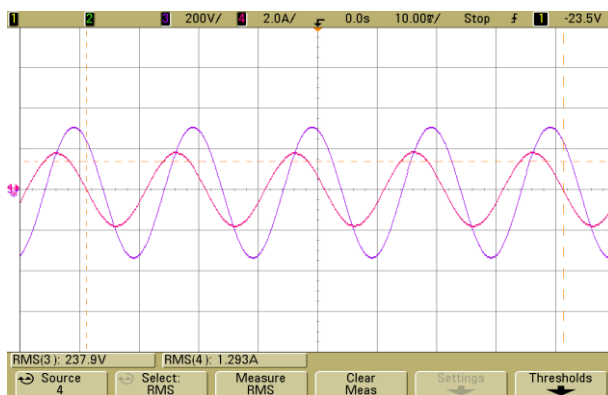 1 2 3 200V/ 4 2.0A/ 0.0s 10.00ms/ Stop 1 -23.5V
RMS(3): 237.9V RMS(4): 1.293A
Source Select: Measure Clear Settings Thresholds
4 RMS RMS Meas